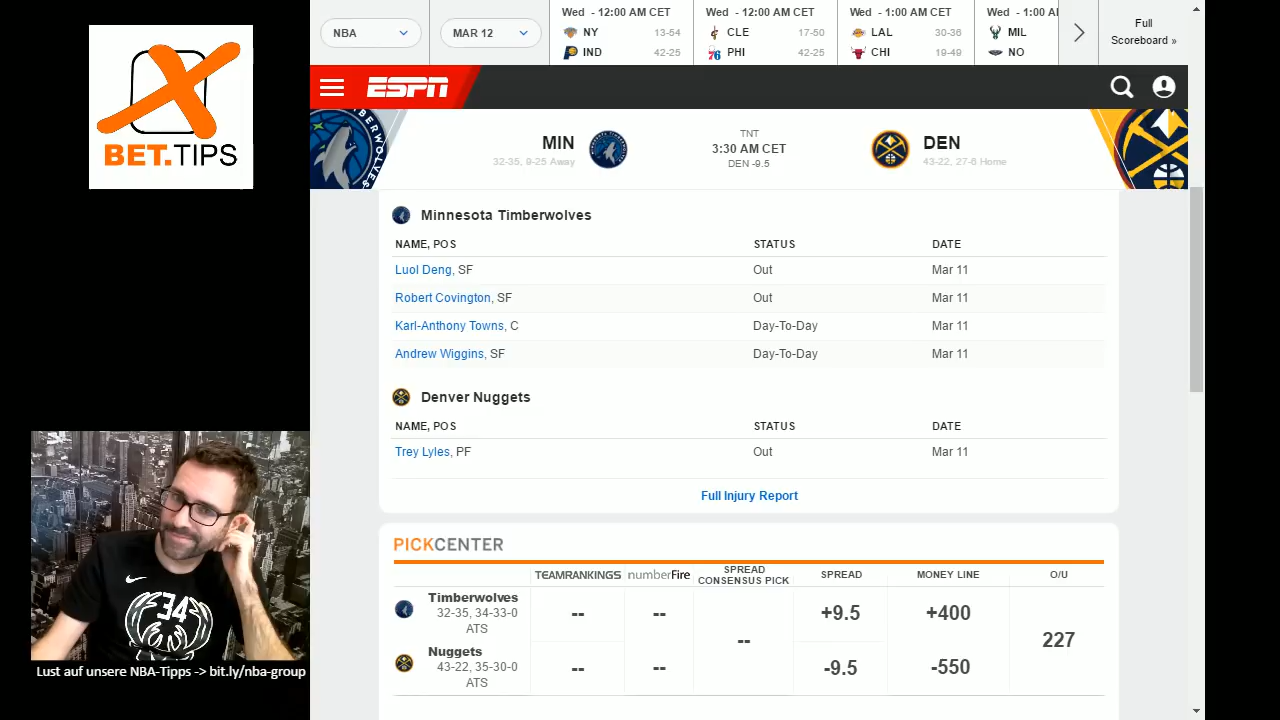 BET.TIPS
NBA
MAR 12
Wed - 12:00 AM CET
NY 13-54
IND 42-25
Wed - 12:00 AM CET
CLE 17-50
PHI 42-25
Wed - 1:00 AM CET
LAL 30-36
CHI 19-49
Wed - 1:00 A
MIL
NO
Full
Scoreboard »
ESPN
MIN
32-35, 9-25 Away
TNT
3:30 AM CET
DEN -9.5
DEN
43-22, 27-6 Home
Minnesota Timberwolves
NAME, POS STATUS DATE
Luol Deng, SF Out Mar 11
Robert Covington, SF Out Mar 11
Karl-Anthony Towns, C Day-To-Day Mar 11
Andrew Wiggins, SF Day-To-Day Mar 11
Denver Nuggets
NAME, POS STATUS DATE
Trey Lyles, PF Out Mar 11
Full Injury Report
PICKCENTER
TEAMRANKINGS numberFire SPREAD CONSENSUS PICK SPREAD MONEY LINE O/U
Timberwolves
32-35, 34-33-0
ATS
-- -- +9.5 +400
Nuggets
43-22, 35-30-0
ATS
-- -- -9.5 -550
--
227
34
Lust auf unsere NBA-Tipps -> bit.ly/nba-group